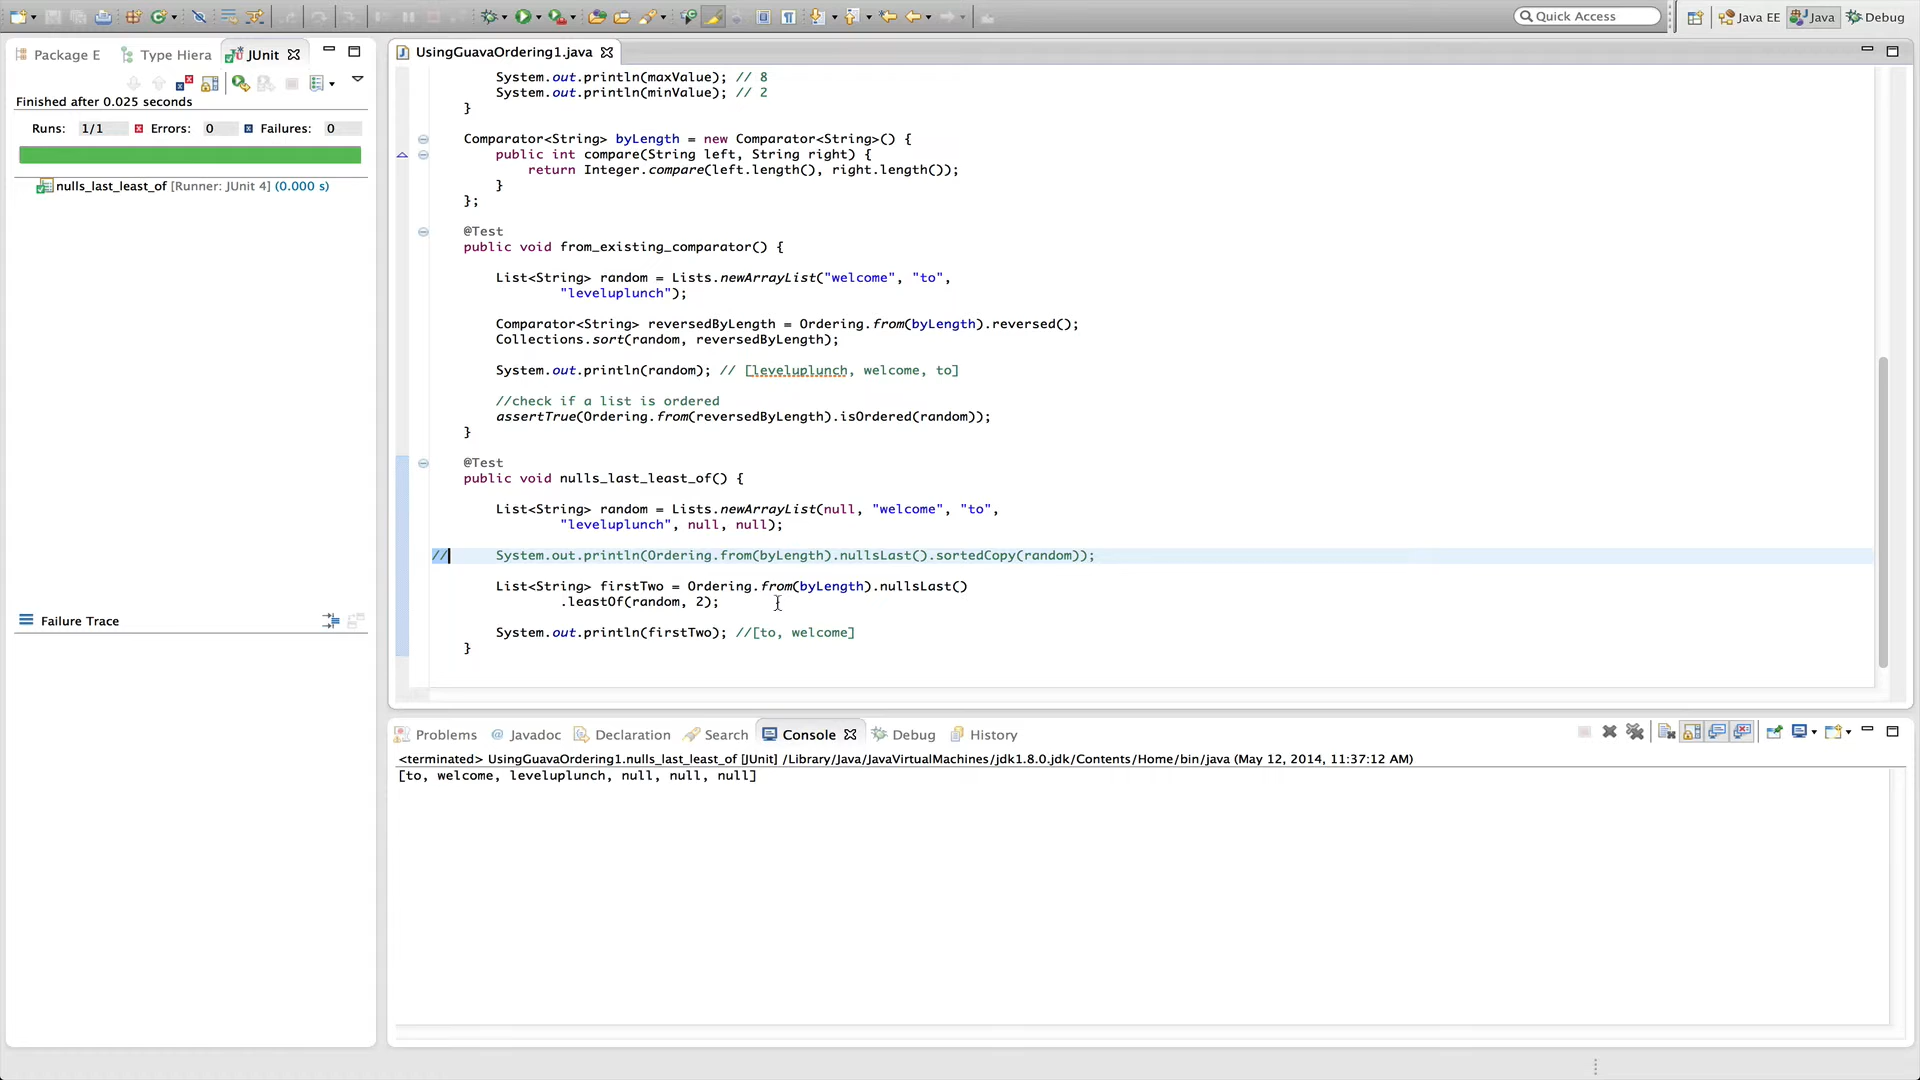 Quick Access
Java EE
Java
Debug
Package E
Type Hiera
JUnit
Finished after 0.025 seconds
Runs: 1/1
Errors: 0
Failures: 0
nulls_last_least_of [Runner: JUnit 4] (0.000 s)
Failure Trace
UsingGuavaOrdering1.java
System.out.println(maxValue); // 8
System.out.println(minValue); // 2
}
Comparator<String> byLength = new Comparator<String>() {
public int compare(String left, String right) {
return Integer.compare(left.length(), right.length());
}
};
@Test
public void from_existing_comparator() {
List<String> random = Lists.newArrayList("welcome", "to",
"leveluplunch");
Comparator<String> reversedByLength = Ordering.from(byLength).reversed();
Collections.sort(random, reversedByLength);
System.out.println(random); // [leveluplunch, welcome, to]
//check if a list is ordered
assertTrue(Ordering.from(reversedByLength).isOrdered(random));
}
@Test
public void nulls_last_least_of() {
List<String> random = Lists.newArrayList(null, "welcome", "to",
"leveluplunch", null, null);
// System.out.println(Ordering.from(byLength).nullsLast().sortedCopy(random));
List<String> firstTwo = Ordering.from(byLength).nullsLast()
.leastOf(random, 2);
System.out.println(firstTwo); //[to, welcome]
}
Problems
@ Javadoc
Declaration
Search
Console
Debug
History
<terminated> UsingGuavaOrdering1.nulls_last_least_of [JUnit] /Library/Java/JavaVirtualMachines/jdk1.8.0.jdk/Contents/Home/bin/java (May 12, 2014, 11:37:12 AM)
[to, welcome, leveluplunch, null, null, null]